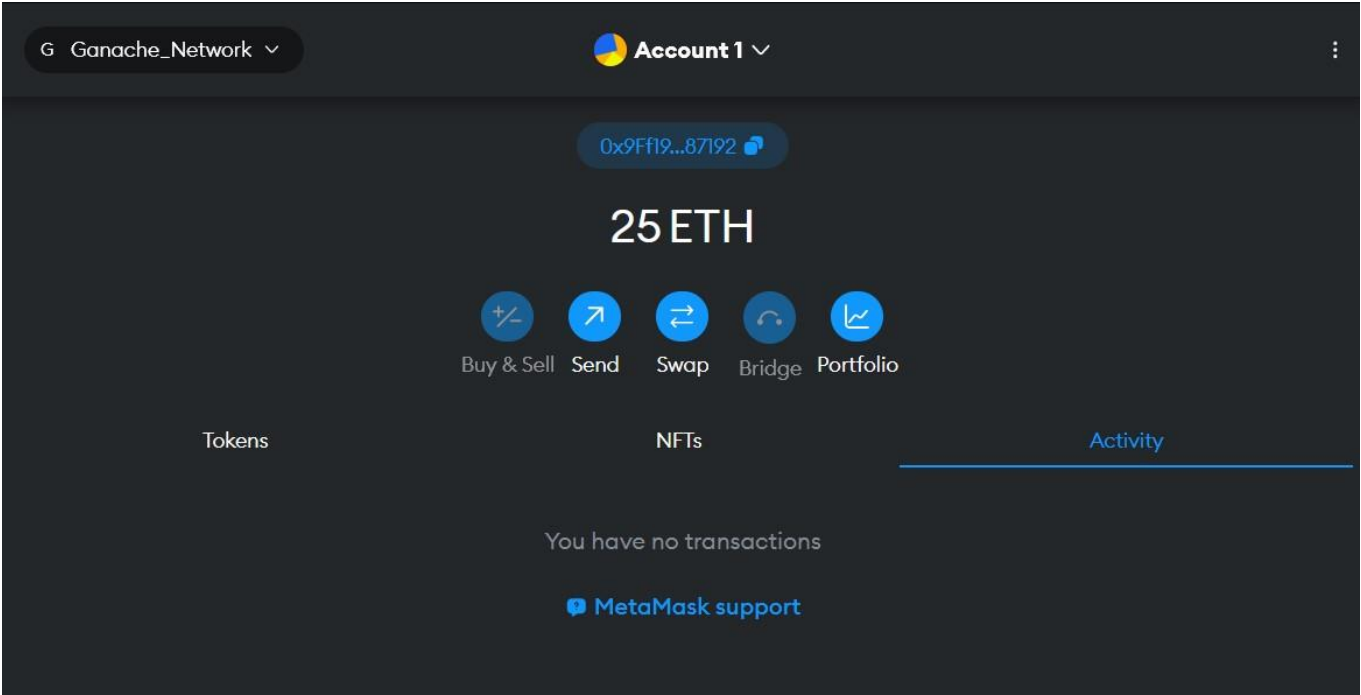 G Ganache_Network
Account 1
0x9Ff19...87192
25 ETH
Buy & Sell Send Swap Bridge Portfolio
Tokens NFTs Activity
You have no transactions
MetaMask support